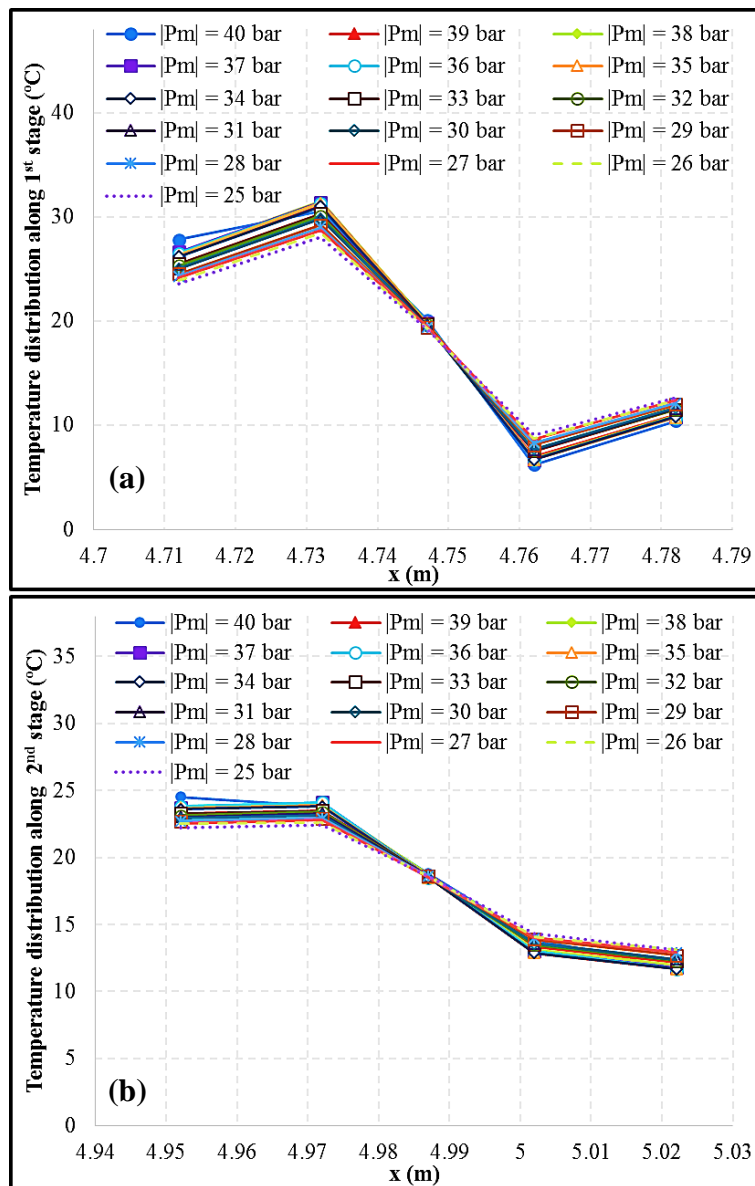 |Pm| = 40 bar |Pm| = 39 bar |Pm| = 38 bar
|Pm| = 37 bar |Pm| = 36 bar |Pm| = 35 bar
|Pm| = 34 bar |Pm| = 33 bar |Pm| = 32 bar
|Pm| = 31 bar |Pm| = 30 bar |Pm| = 29 bar
|Pm| = 28 bar |Pm| = 27 bar |Pm| = 26 bar
|Pm| = 25 bar
Temperature distribution along 1st stage (ºC)
40
30
20
10
0
(a)
4.7 4.71 4.72 4.73 4.74 4.75 4.76 4.77 4.78 4.79
x (m)
|Pm| = 40 bar |Pm| = 39 bar |Pm| = 38 bar
|Pm| = 37 bar |Pm| = 36 bar |Pm| = 35 bar
|Pm| = 34 bar |Pm| = 33 bar |Pm| = 32 bar
|Pm| = 31 bar |Pm| = 30 bar |Pm| = 29 bar
|Pm| = 28 bar |Pm| = 27 bar |Pm| = 26 bar
|Pm| = 25 bar
Temperature distribution along 2nd stage (ºC)
35
30
25
20
15
10
5
0
(b)
4.94 4.95 4.96 4.97 4.98 4.99 5 5.01 5.02 5.03
x (m)